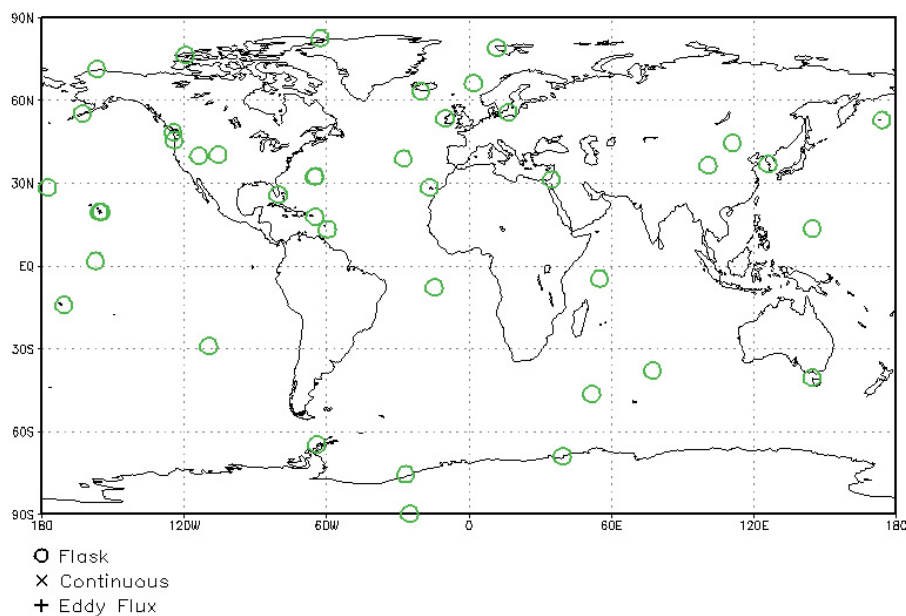 90N
60N
30N
EQ
30S
60S
90S
180 120W 60W 0 60E 120E 180
Flask
Continuous
Eddy Flux